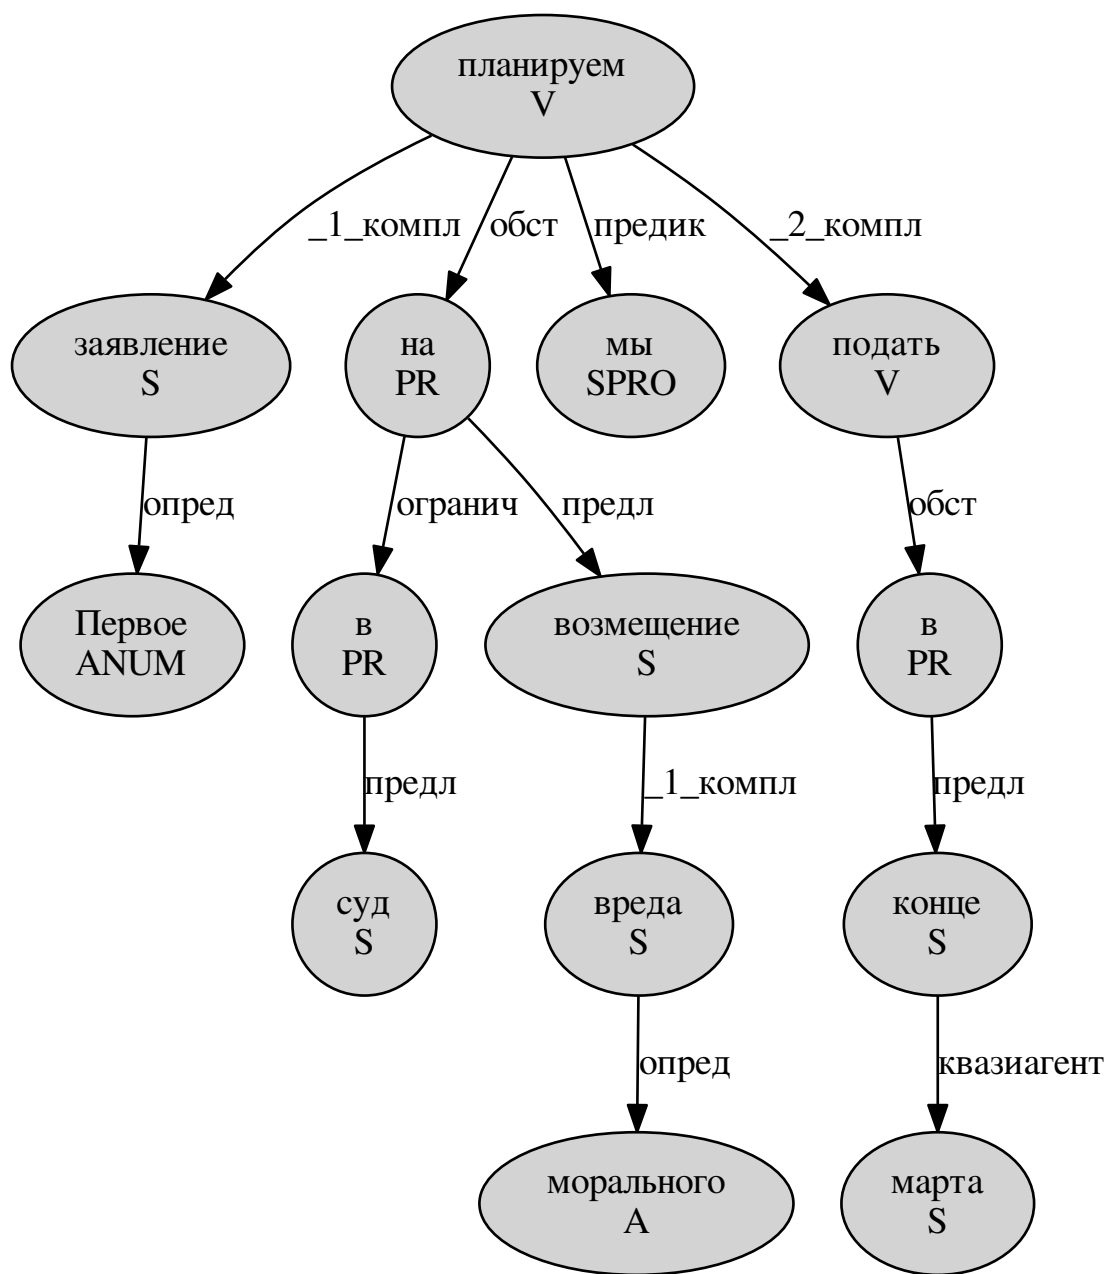 планируем
V
_1_компл
обст
предик
_2_компл
заявление
S
на
PR
мы
SPRO
подать
V
опред
огранич
предл
обст
Первое
ANUM
в
PR
возмещение
S
в
PR
предл
_1_компл
предл
суд
S
вреда
S
конце
S
опред
квазиагент
морального
A
марта
S